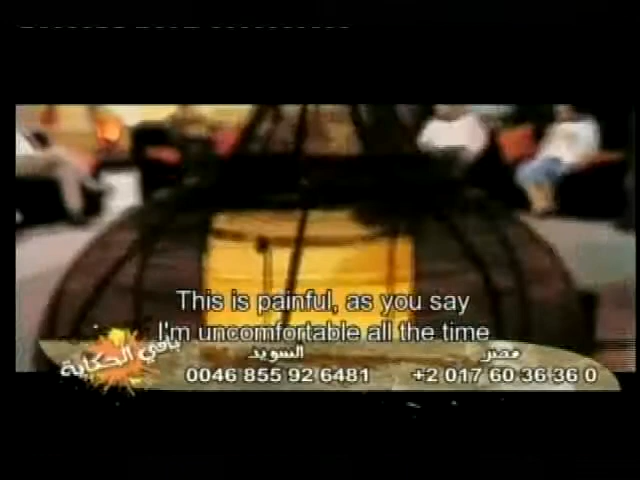 This is painful, as you say
I'm uncomfortable all the time
باقي الحكاية
السويد
مصر
0046 855 92 6481
+2 017 60 36 36 0